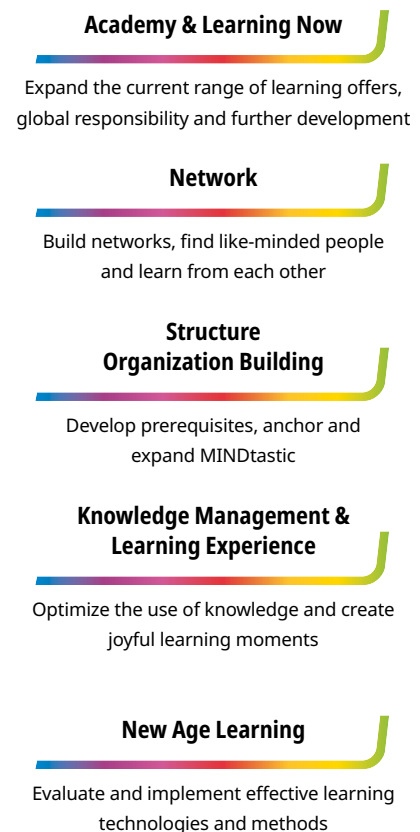 Academy & Learning Now
Expand the current range of learning offers,
global responsibility and further development
Network
Build networks, find like-minded people
and learn from each other
Structure
Organization Building
Develop prerequisites, anchor and
expand MINDtastic
Knowledge Management &
Learning Experience
Optimize the use of knowledge and create
joyful learning moments
New Age Learning
Evaluate and implement effective learning
technologies and methods